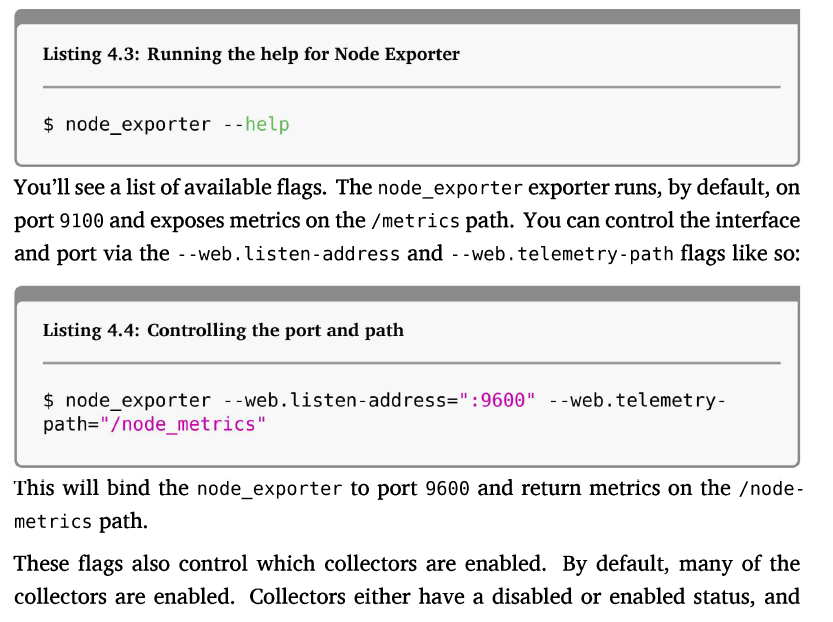 Listing 4.3: Running the help for Node Exporter
$ node_exporter --help
You’ll see a list of available flags. The node_exporter exporter runs, by default, on
port 9100 and exposes metrics on the /metrics path. You can control the interface
and port via the --web.listen-address and --web.telemetry-path flags like so:
Listing 4.4: Controlling the port and path
$ node_exporter --web.listen-address=":9600" --web.telemetry-
path="/node_metrics"
This will bind the node_exporter to port 9600 and return metrics on the /node-
metrics path.
These flags also control which collectors are enabled. By default, many of the
collectors are enabled. Collectors either have a disabled or enabled status, and